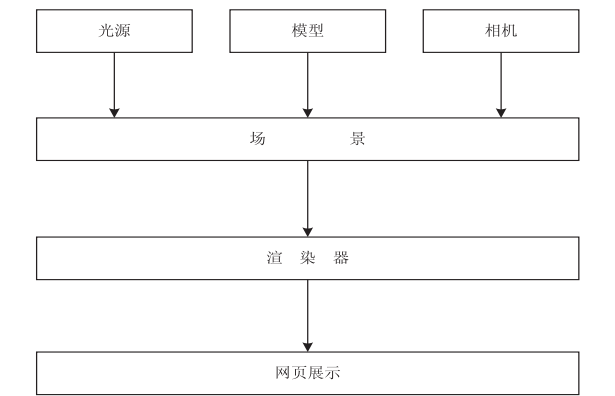 光源 模型 相机
场 景
渲 染 器
网页展示